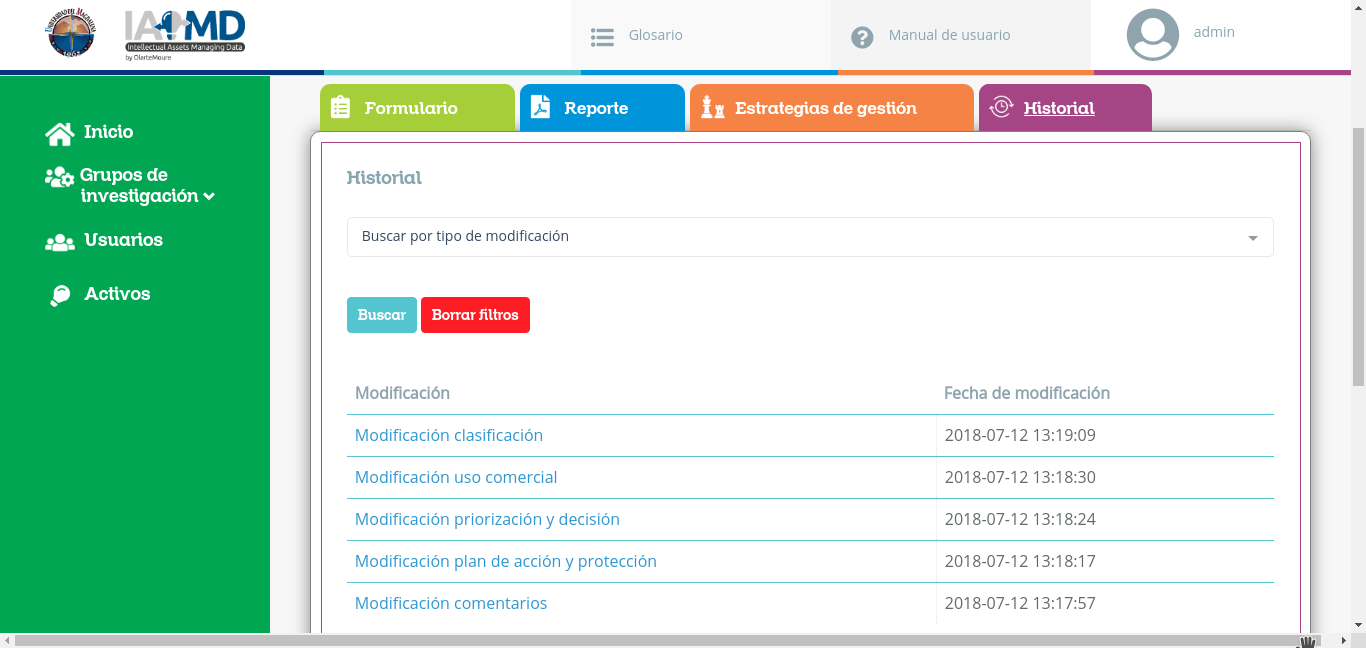 UNIVERSIDAD DEL MAGDALENA
IAMD
Intellectual Assets Managing Data
by OlarteMoure
Glosario
Manual de usuario
admin
Inicio
Grupos de
investigación
Usuarios
Activos
Formulario
Reporte
Estrategias de gestión
Historial
Historial
Buscar por tipo de modificación
Buscar
Borrar filtros
Modificación
Fecha de modificación
Modificación clasificación
2018-07-12 13:19:09
Modificación uso comercial
2018-07-12 13:18:30
Modificación priorización y decisión
2018-07-12 13:18:24
Modificación plan de acción y protección
2018-07-12 13:18:17
Modificación comentarios
2018-07-12 13:17:57